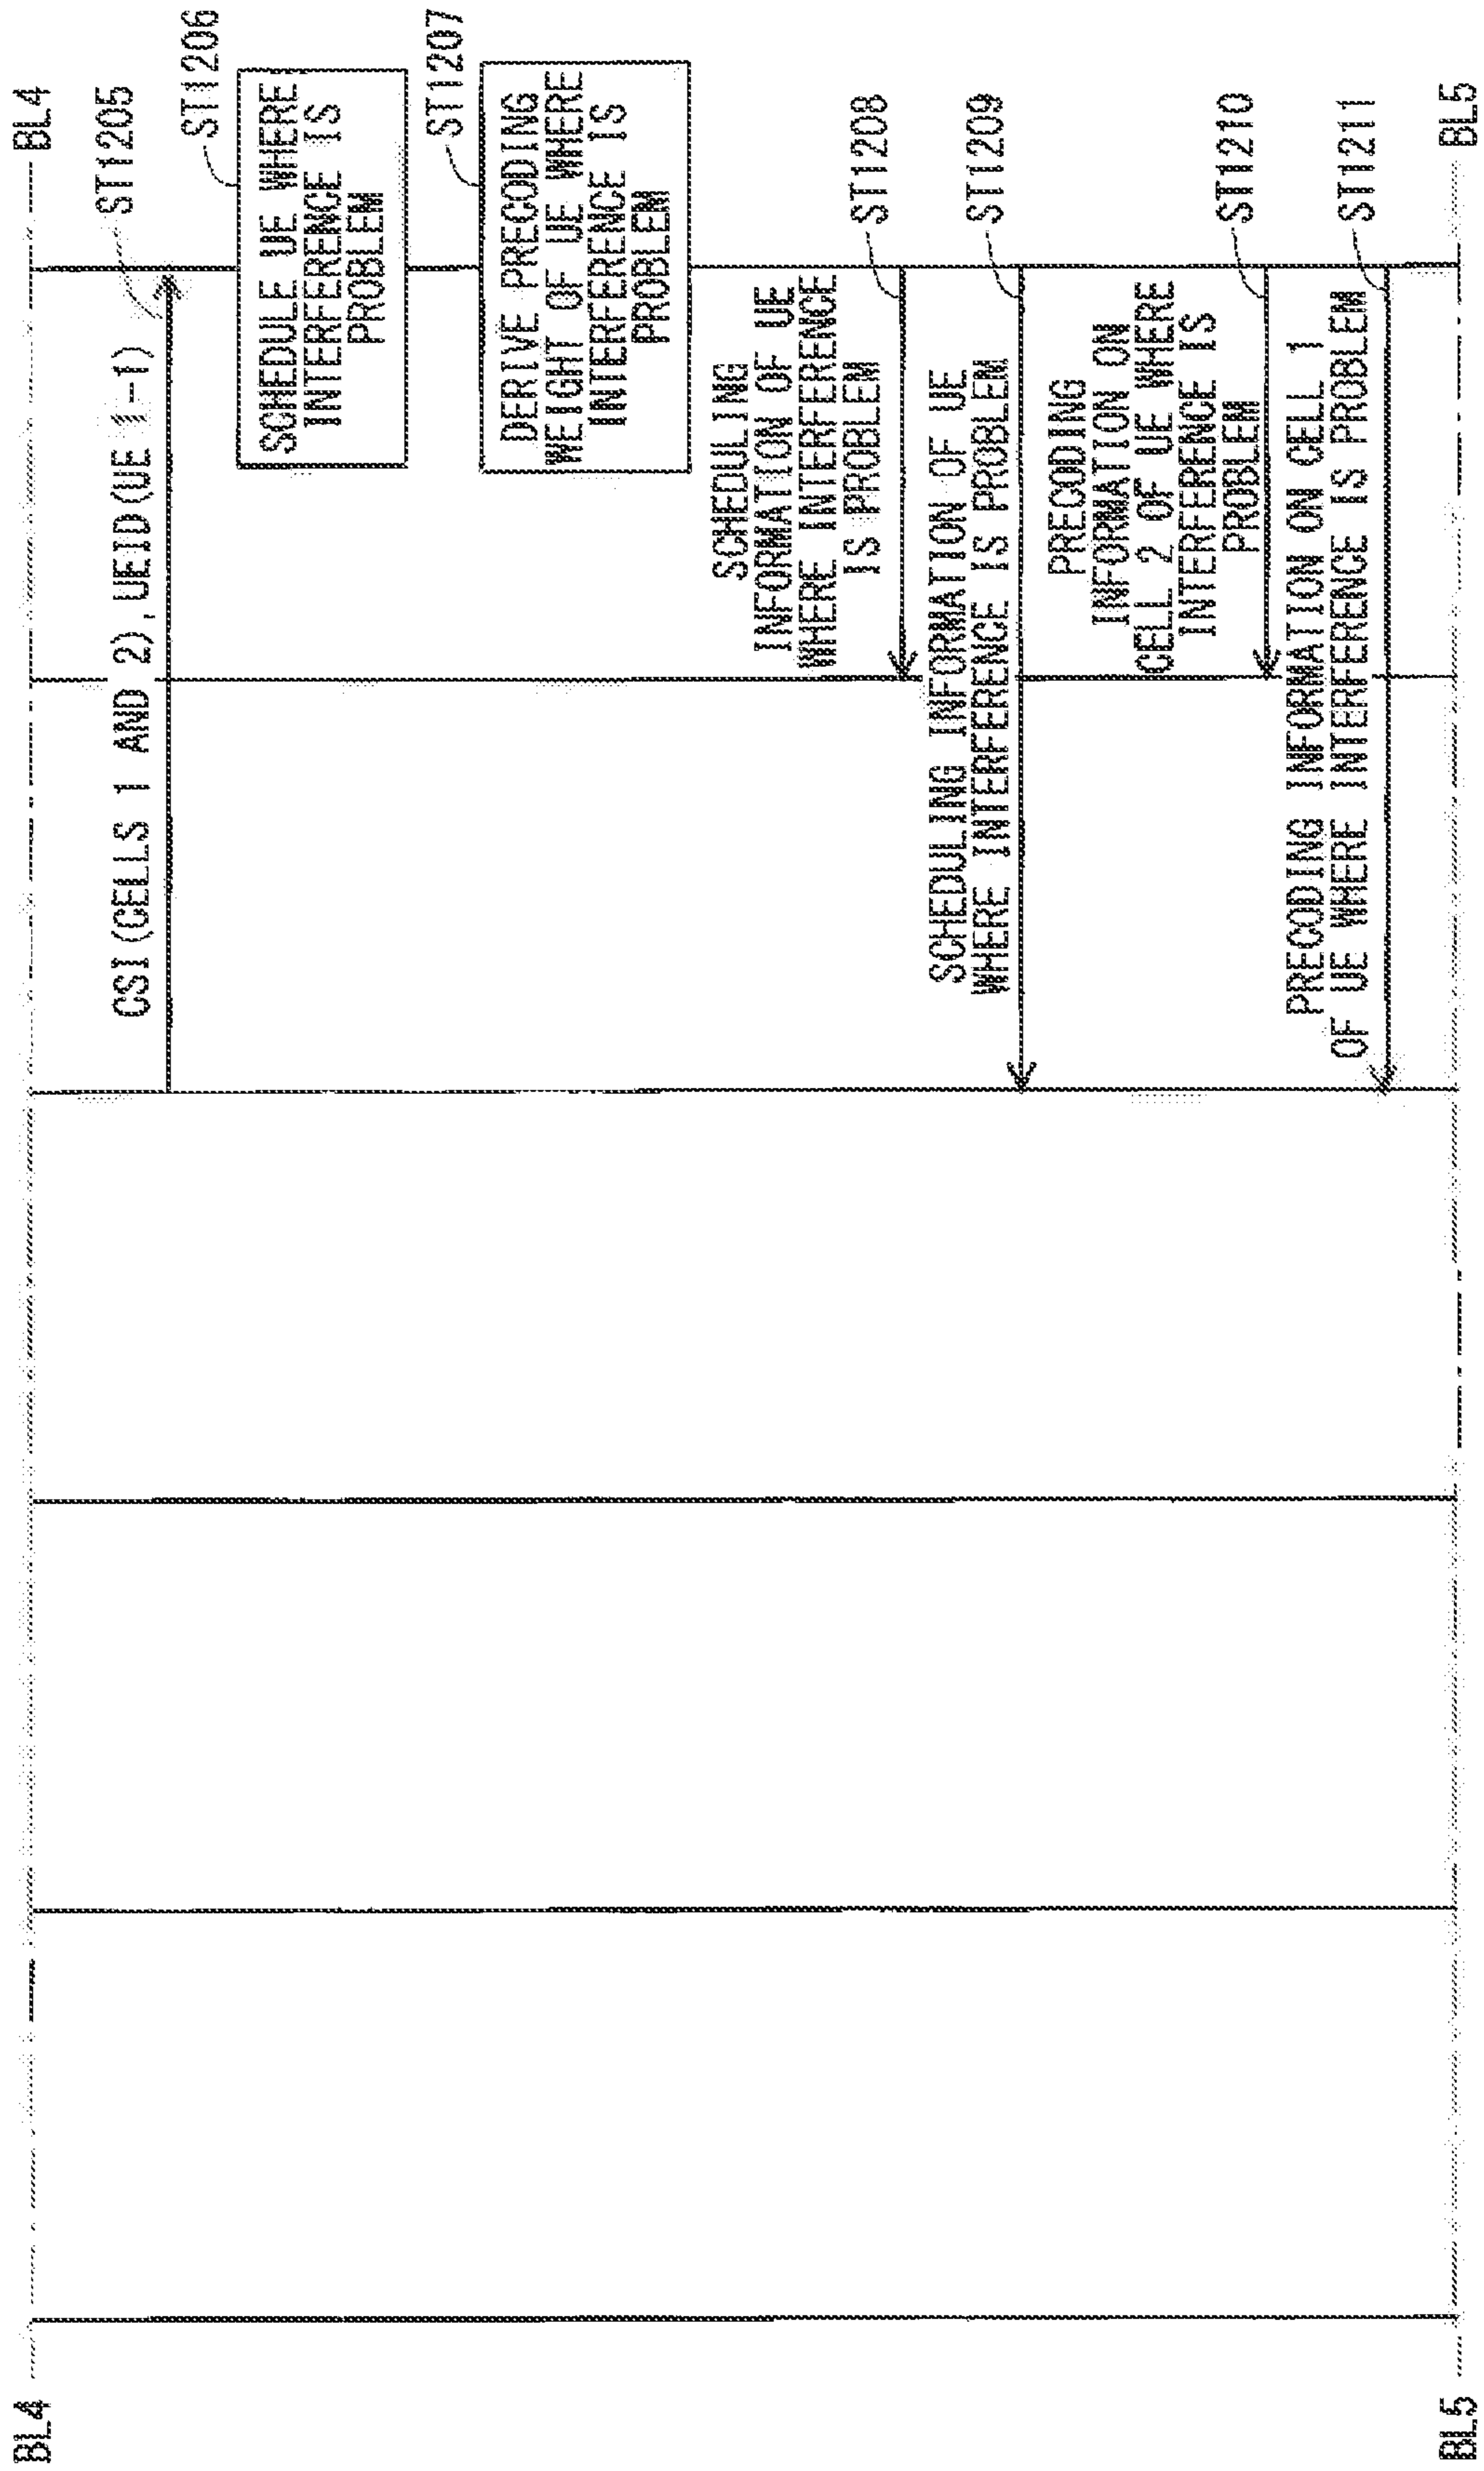 BL4
BL4
CSI(CELLS 1 AND 2),UEID(UE 1-1)
ST1205
SCHEDULE UE WHERE
INTERFERENCE IS
PROBLEM
ST1206
DERIVE PRECODING
WEIGHT OF UE WHERE
INTERFERENCE IS
PROBLEM
ST1207
SCHEDULING
INFORMATION OF UE
WHERE INTERFERENCE
IS PROBLEM
ST1208
SCHEDULING INFORMATION OF UE
WHERE INTERFERENCE IS PROBLEM
ST1209
PRECODING
INFORMATION ON
CELL 2 OF UE WHERE
INTERFERENCE IS
PROBLEM
ST1210
PRECODING INFORMATION ON CELL 1
OF UE WHERE INTERFERENCE IS PROBLEM
ST1211
BL5
BL5